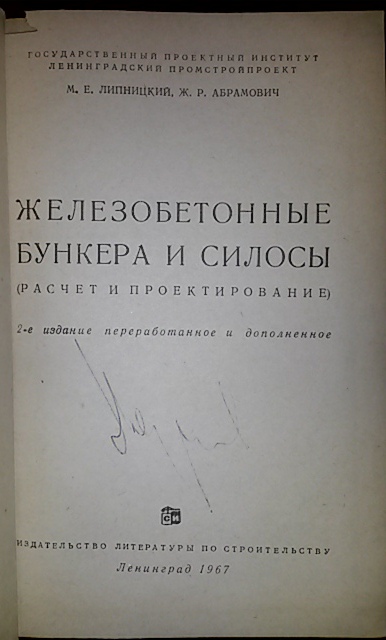 ГОСУДАРСТВЕННЫЙ ПРОЕКТНЫЙ ИНСТИТУТ
ЛЕНИНГРАДСКИЙ ПРОМСТРОЙПРОЕКТ
М. Е. ЛИПНИЦКИЙ, Ж. Р. АБРАМОВИЧ
ЖЕЛЕЗОБЕТОННЫЕ
БУНКЕРА И СИЛОСЫ
(РАСЧЕТ И ПРОЕКТИРОВАНИЕ)
2-е издание переработанное и дополненное
СИ
ИЗДАТЕЛЬСТВО ЛИТЕРАТУРЫ ПО СТРОИТЕЛЬСТВУ
Ленинград 1967